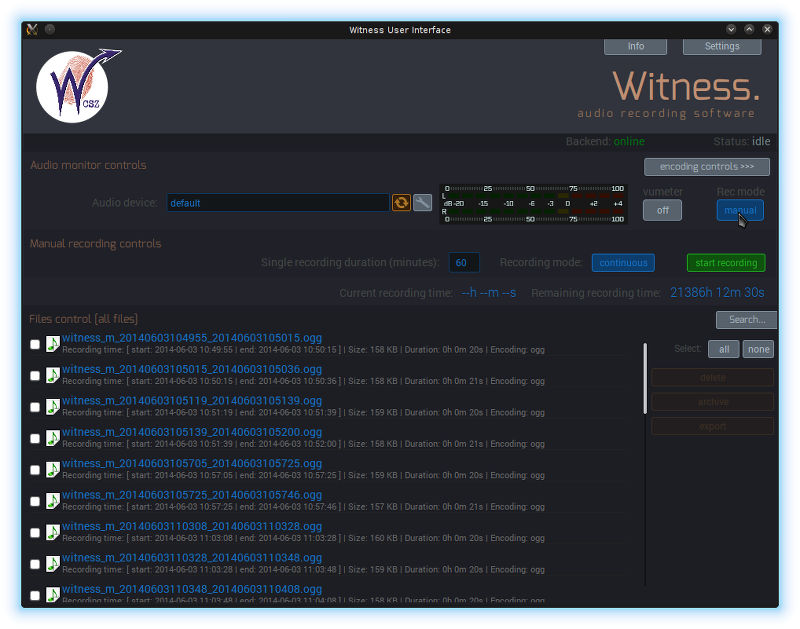 Witness User Interface
Info
Settings
W CSZ
Witness.
audio recording software
Backend: online
Status: idle
Audio monitor controls
encoding controls >>>
Audio device:
default
0 25 50 75 100
L
dB -20 -15 -10 -6 -3 0 +2 +4
R
0 25 50 75 100
vumeter
off
Rec mode
manual
Manual recording controls
Single recording duration (minutes):
60
Recording mode:
continuous
start recording
Current recording time: --h --m --s
Remaining recording time: 21386h 12m 30s
Files control [all files]
Search...
Select:
all
none
delete
archive
export
witness_m_20140603104955_20140603105015.ogg
Recording time: [ start: 2014-06-03 10:49:55 | end: 2014-06-03 10:50:15 ] | Size: 158 KB | Duration: 0h 0m 20s | Encoding: ogg
witness_m_20140603105015_20140603105036.ogg
Recording time: [ start: 2014-06-03 10:50:15 | end: 2014-06-03 10:50:36 ] | Size: 158 KB | Duration: 0h 0m 21s | Encoding: ogg
witness_m_20140603105119_20140603105139.ogg
Recording time: [ start: 2014-06-03 10:51:19 | end: 2014-06-03 10:51:39 ] | Size: 159 KB | Duration: 0h 0m 20s | Encoding: ogg
witness_m_20140603105139_20140603105200.ogg
Recording time: [ start: 2014-06-03 10:51:39 | end: 2014-06-03 10:52:00 ] | Size: 158 KB | Duration: 0h 0m 21s | Encoding: ogg
witness_m_20140603105705_20140603105725.ogg
Recording time: [ start: 2014-06-03 10:57:05 | end: 2014-06-03 10:57:25 ] | Size: 159 KB | Duration: 0h 0m 20s | Encoding: ogg
witness_m_20140603105725_20140603105746.ogg
Recording time: [ start: 2014-06-03 10:57:25 | end: 2014-06-03 10:57:46 ] | Size: 157 KB | Duration: 0h 0m 21s | Encoding: ogg
witness_m_20140603110308_20140603110328.ogg
Recording time: [ start: 2014-06-03 11:03:08 | end: 2014-06-03 11:03:28 ] | Size: 160 KB | Duration: 0h 0m 20s | Encoding: ogg
witness_m_20140603110328_20140603110348.ogg
Recording time: [ start: 2014-06-03 11:03:28 | end: 2014-06-03 11:03:48 ] | Size: 159 KB | Duration: 0h 0m 20s | Encoding: ogg
witness_m_20140603110348_20140603110408.ogg
Recording time: [ start: 2014-06-03 11:03:48 | end: 2014-06-03 11:04:08 ] | Size: 158 KB | Duration: 0h 0m 20s | Encoding: ogg